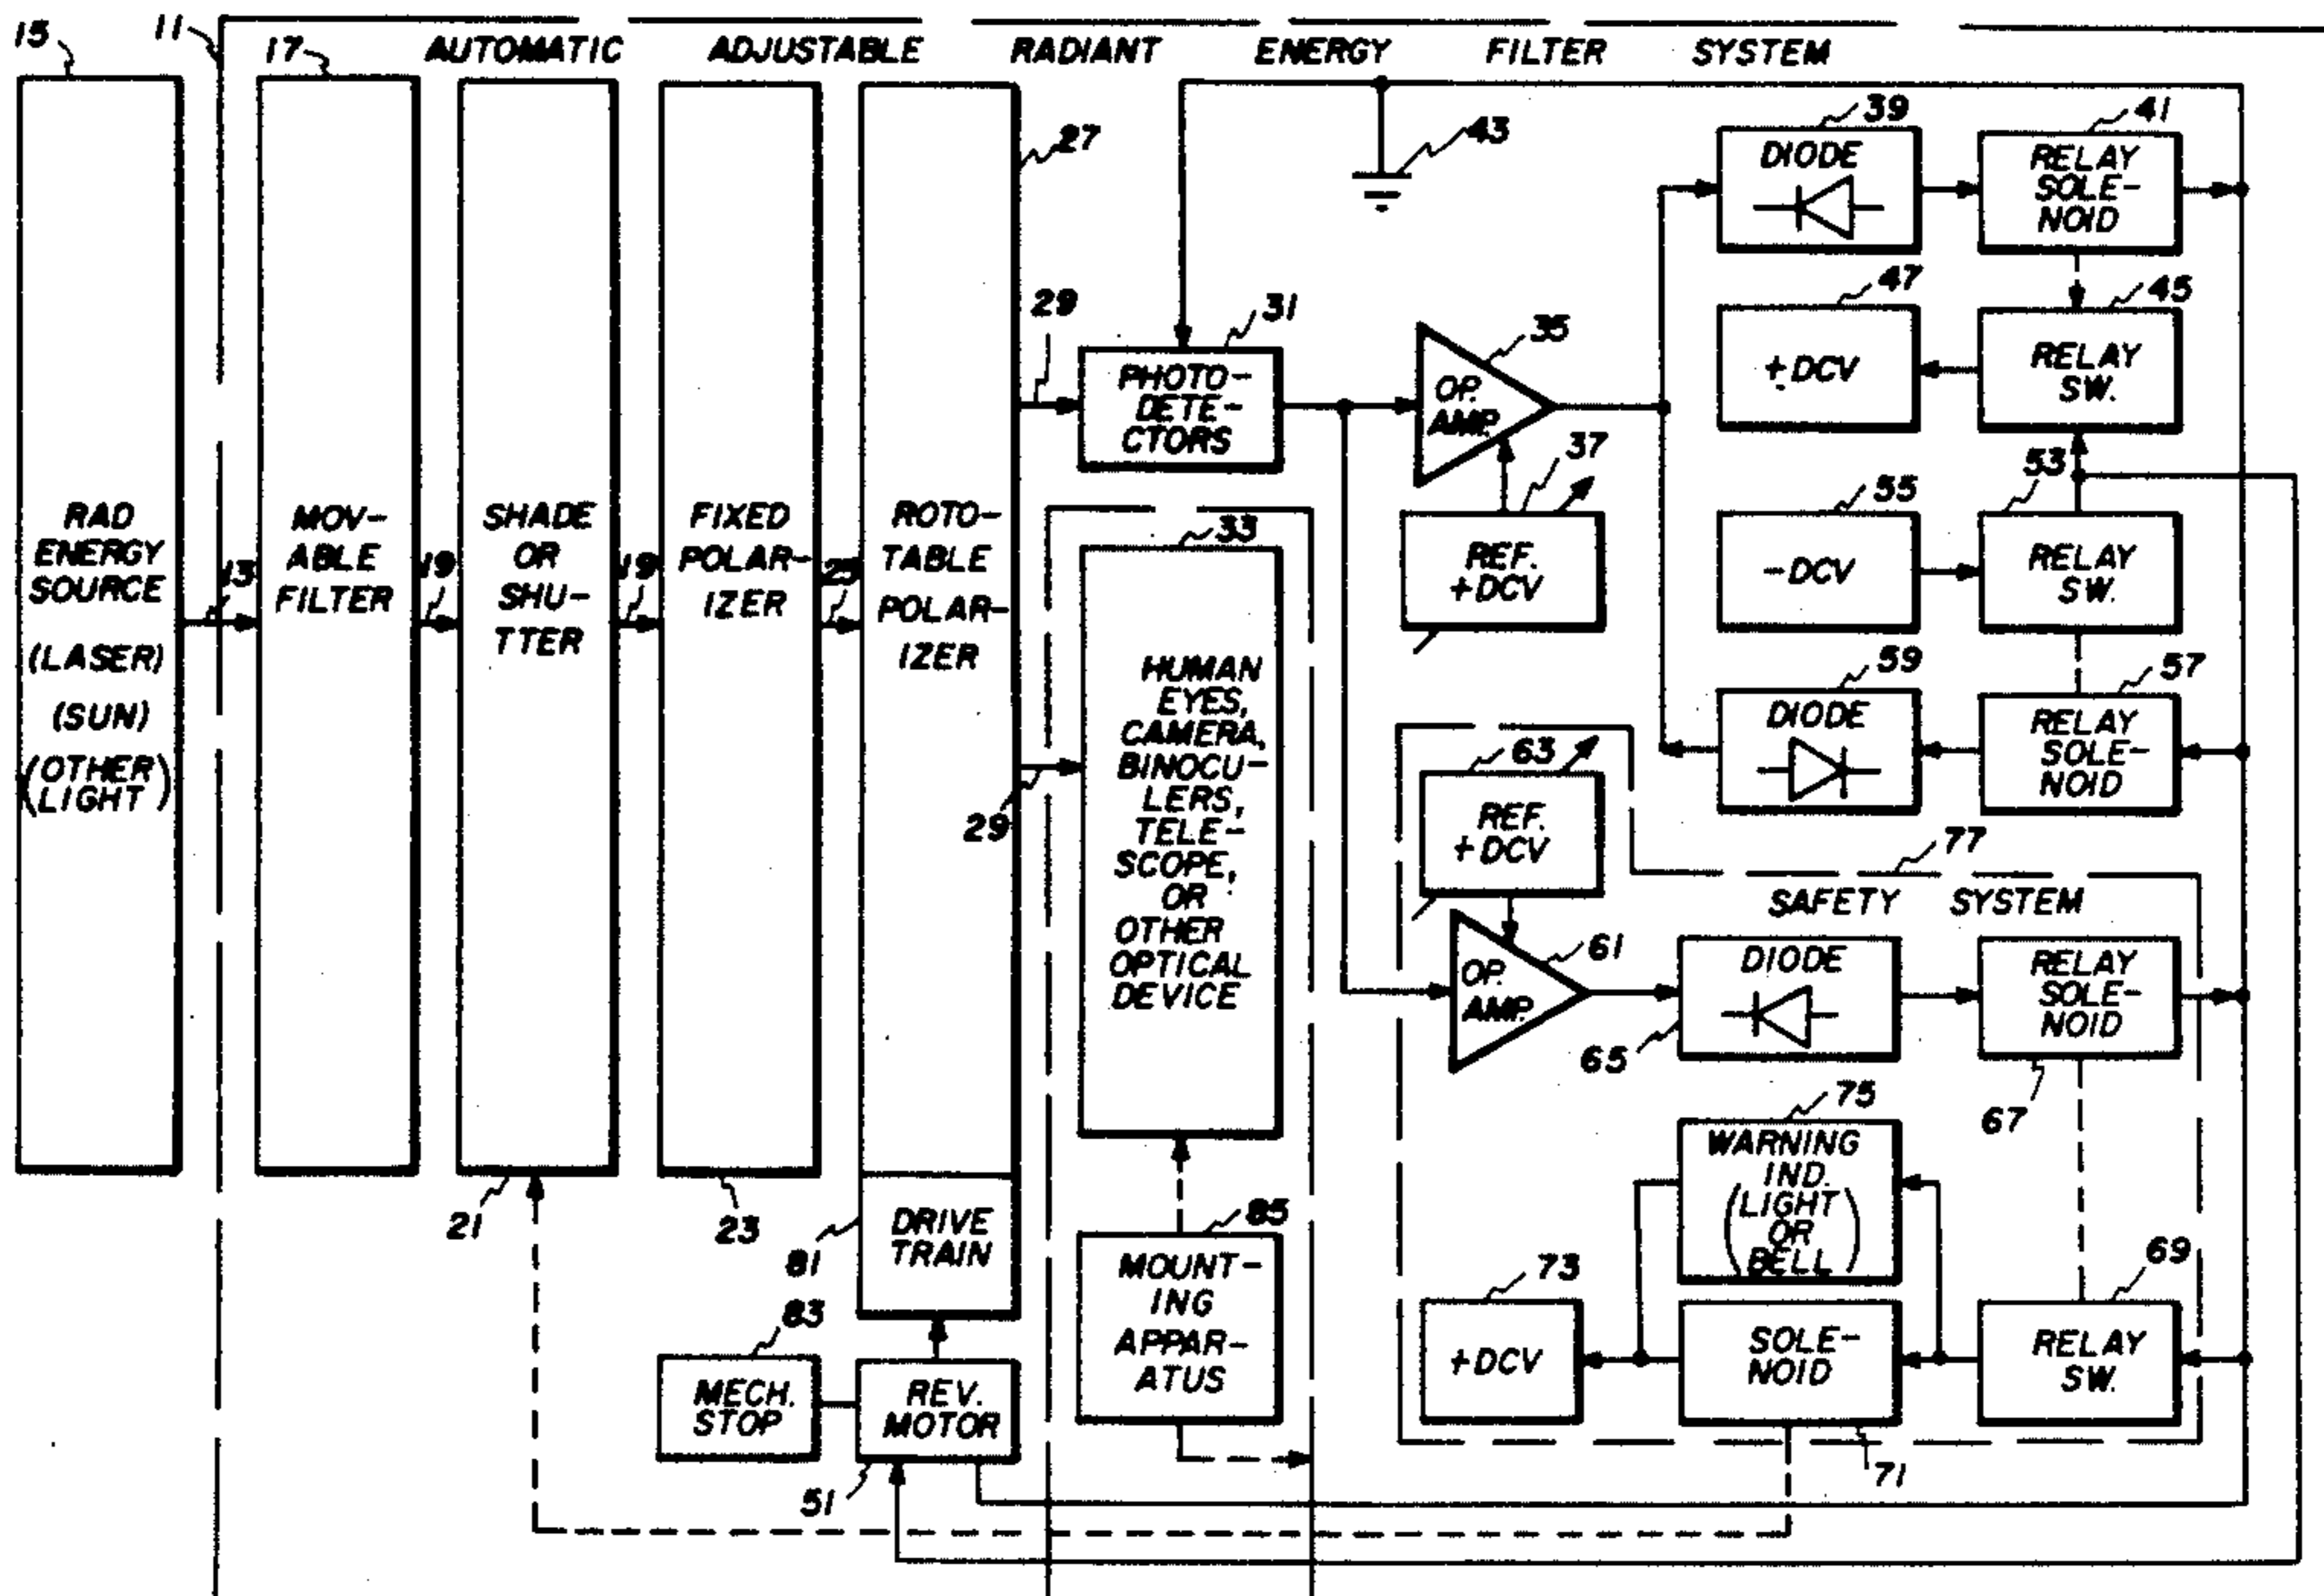 15
11
AUTOMATIC ADJUSTABLE RADIANT ENERGY FILTER SYSTEM
17
RAD
ENERGY
SOURCE
(LASER)
(SUN)
(OTHER
LIGHT)
13
MOV-
ABLE
FILTER
19
SHADE
OR
SHU-
TTER
21
19
FIXED
POLAR-
IZER
23
25
ROTO-
TABLE
POLAR-
IZER
27
29
29
DRIVE
TRAIN
81
83
MECH.
STOP
REV.
MOTOR
51
31
PHOTO-
DETE-
CTORS
33
HUMAN
EYES,
CAMERA,
BINOCU-
LERS,
TELE-
SCOPE,
OR
OTHER
OPTICAL
DEVICE
85
MOUNT-
ING
APPAR-
ATUS
43
35
OP.
AMP.
37
REF.
+DCV
39
DIODE
41
RELAY
SOLE-
NOID
47
+DCV
45
RELAY
SW.
55
-DCV
53
RELAY
SW.
59
DIODE
57
RELAY
SOLE-
NOID
63
REF.
+DCV
77
SAFETY SYSTEM
61
OP.
AMP.
65
DIODE
RELAY
SOLE-
NOID
67
75
WARNING
IND.
(LIGHT
OR
BELL)
73
+DCV
SOLE-
NOID
71
69
RELAY
SW.